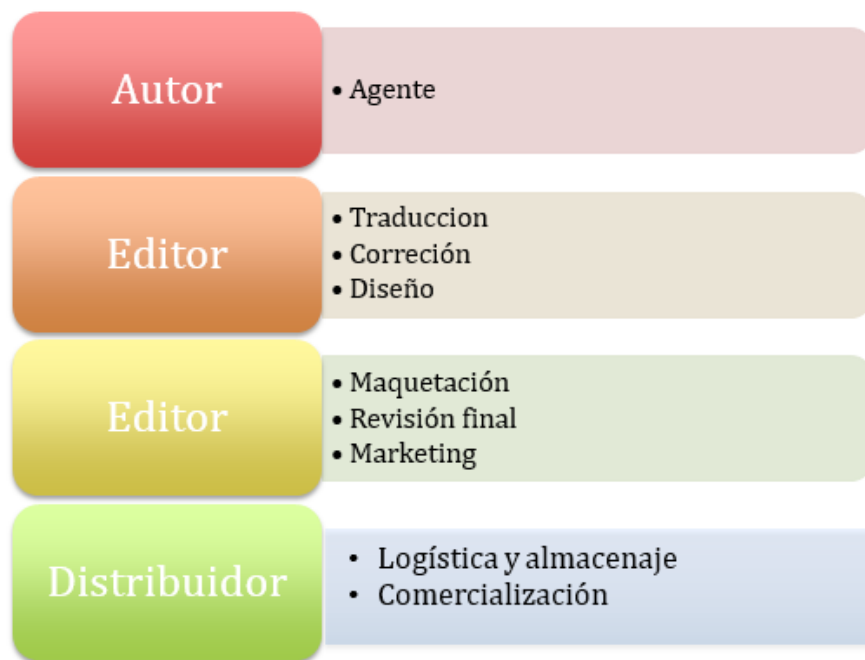 Autor
• Agente
Editor
• Traduccion
• Correción
• Diseño
Editor
• Maquetación
• Revisión final
• Marketing
Distribuidor
• Logística y almacenaje
• Comercialización